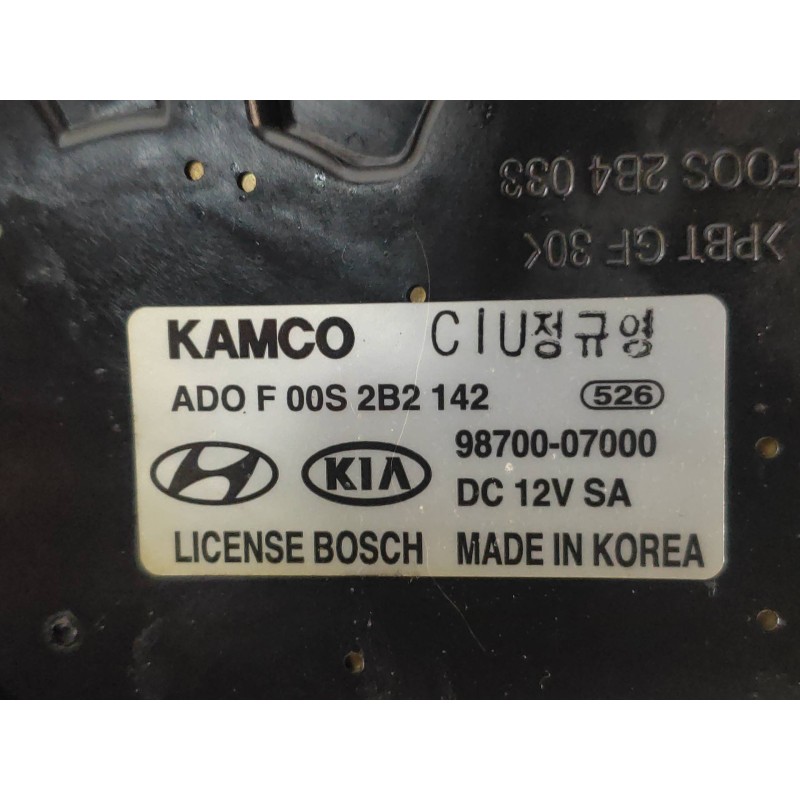 FOOS 2B4 033
>PBT GF 30<
KAMCO CIU정규영
ADO F 00S 2B2 142 526
98700-07000
KIA DC 12V SA
LICENSE BOSCH MADE IN KOREA